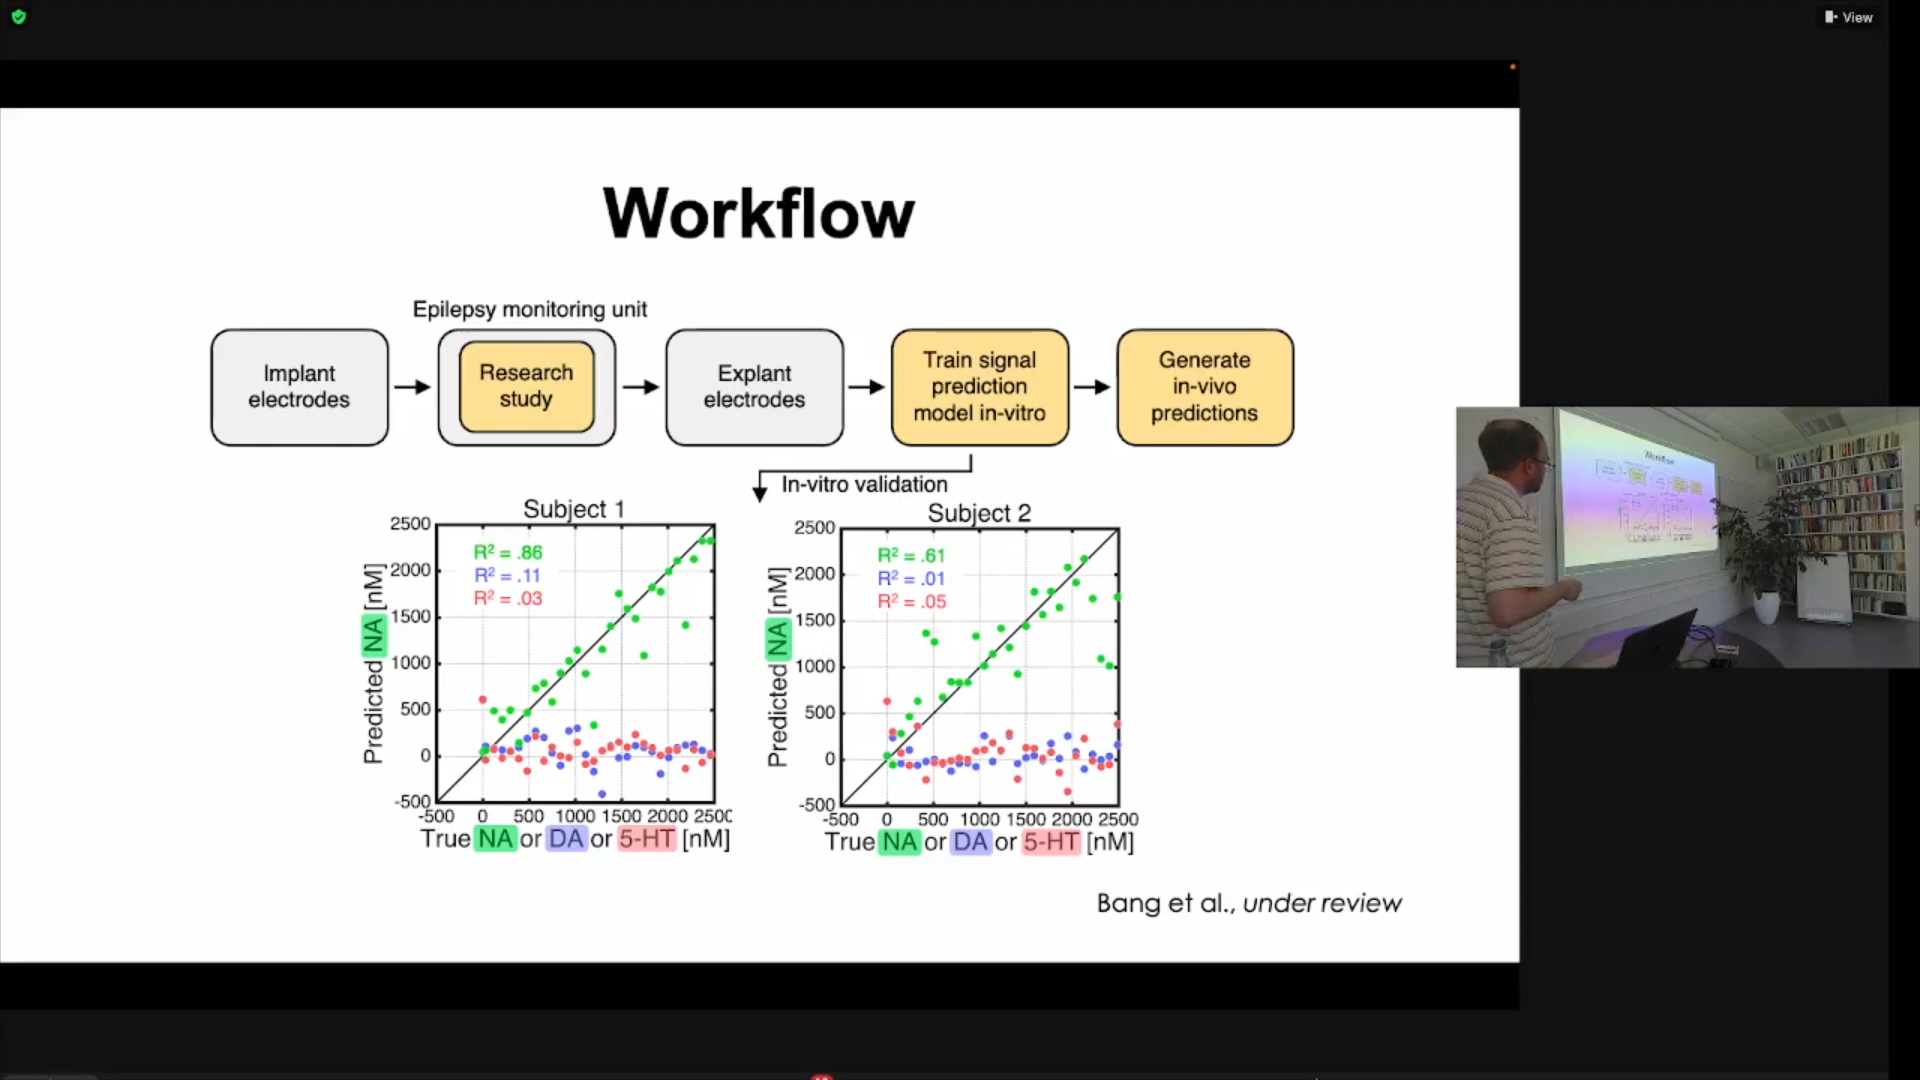 View
Workflow
Epilepsy monitoring unit
Implant
electrodes
Research
study
Explant
electrodes
Train signal
prediction
model in-vitro
Generate
in-vivo
predictions
In-vitro validation
Subject 1
R² = .86
R² = .11
R² = .03
Predicted NA [nM]
2500
2000
1500
1000
500
0
-500
-500 0 500 1000 1500 2000 2500
True NA or DA or 5-HT [nM]
Subject 2
R² = .61
R² = .01
R² = .05
Predicted NA [nM]
2500
2000
1500
1000
500
0
-500
-500 0 500 1000 1500 2000 2500
True NA or DA or 5-HT [nM]
Bang et al., under review
Workflow